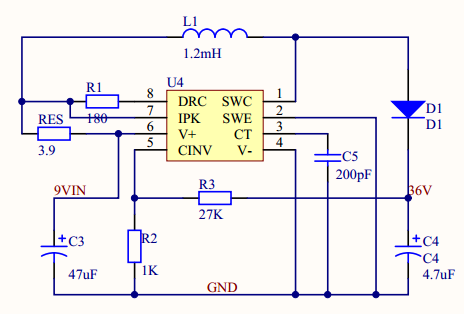 L1
1.2mH
U4
R1
180
8 DRC SWC 1
7 IPK SWE 2
6 V+ CT 3
5 CINV V- 4
RES
3.9
D1
D1
C5
200pF
9VIN
R3
27K
36V
C3
47uF
R2
1K
C4
C4
4.7uF
GND